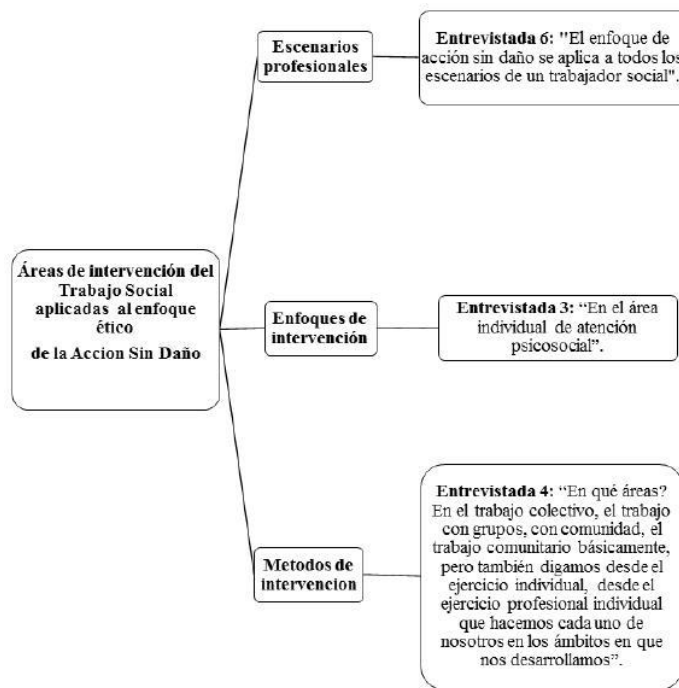 Escenarios
profesionales
Entrevistada 6: "El enfoque de
acción sin daño se aplica a todos los
escenarios de un trabajador social".
Áreas de intervención del
Trabajo Social
aplicadas al enfoque
ético
de la Accion Sin Daño
Enfoques de
intervención
Entrevistada 3: “En el área
individual de atención
psicosocial”.
Metodos de
intervencion
Entrevistada 4: “En qué áreas?
En el trabajo colectivo, el trabajo
con grupos, con comunidad, el
trabajo comunitario básicamente,
pero también digamos desde el
ejercicio individual, desde el
ejercicio profesional individual
que hacemos cada uno de
nosotros en los ámbitos en que
nos desarrollamos”.